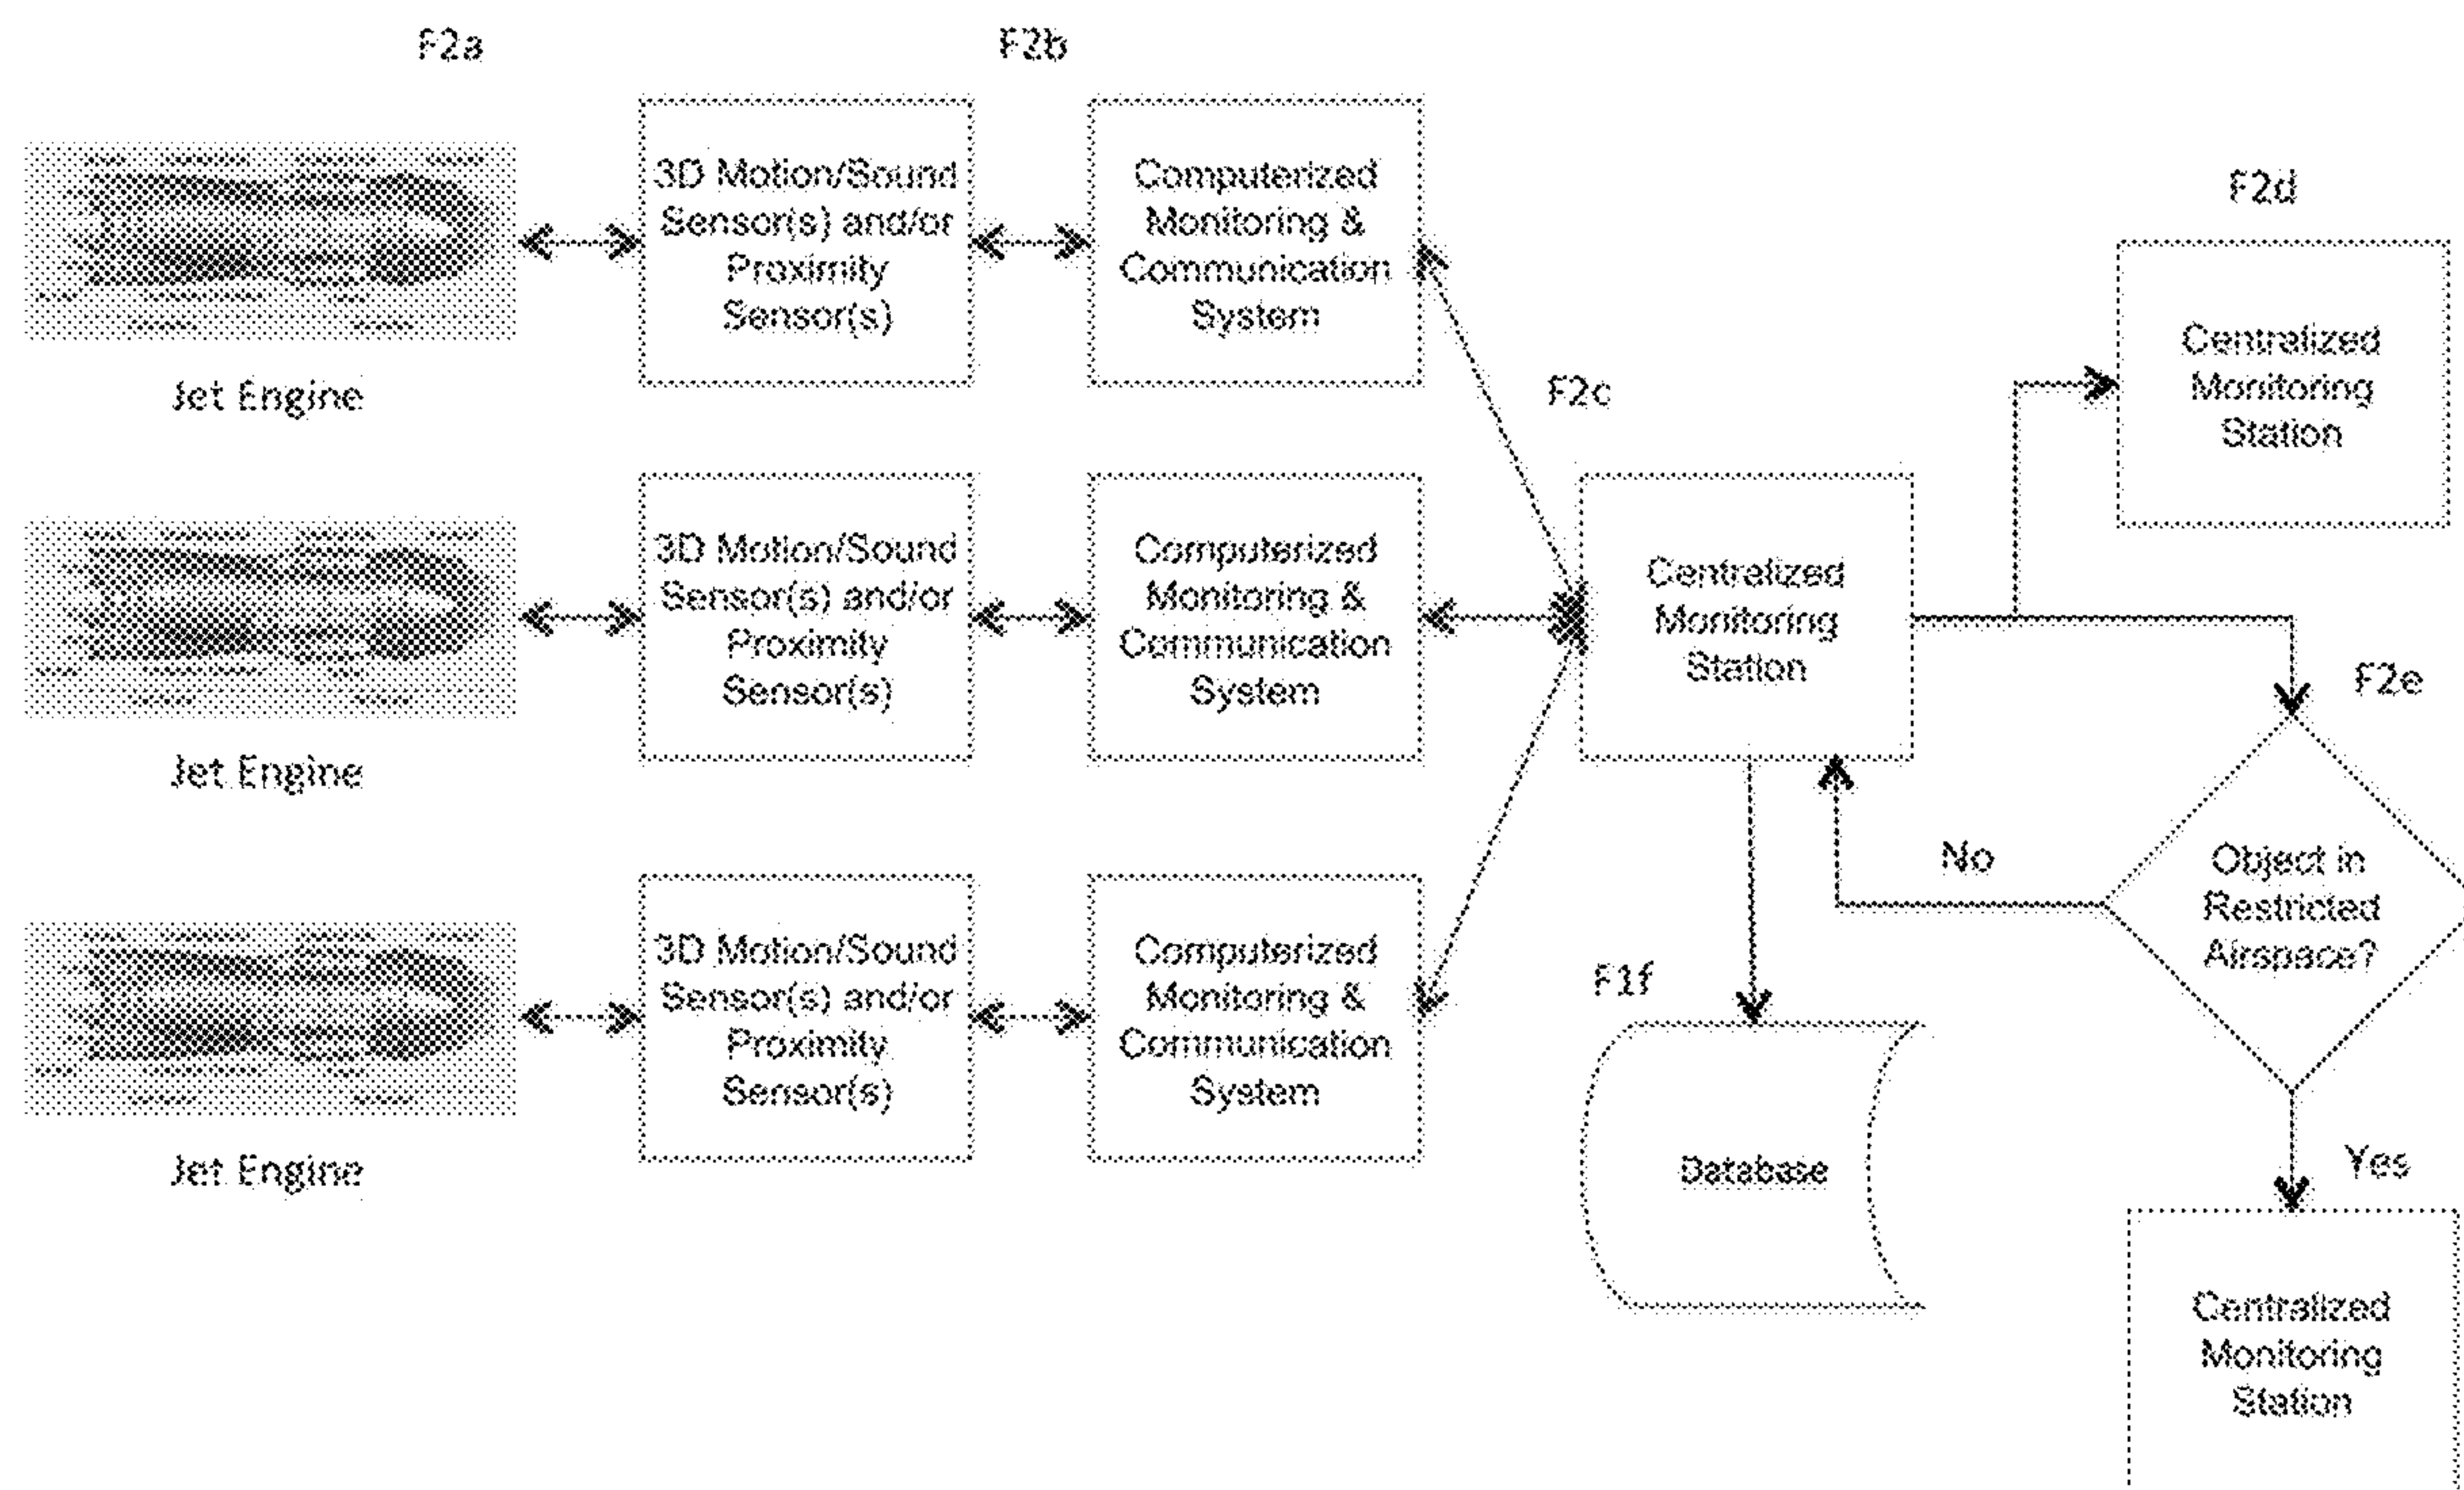 F2a
F2b
3D Motion/Sound
Sensor(s) and/or
Proximity
Sensor(s)
Computerized
Monitoring &
Communication
System
Jet Engine
F2c
F2d
Centralized
Monitoring
Station
3D Motion/Sound
Sensor(s) and/or
Proximity
Sensor(s)
Computerized
Monitoring &
Communication
System
Jet Engine
Centralized
Monitoring
Station
F2e
No
Object in
Restricted
Airspace?
3D Motion/Sound
Sensor(s) and/or
Proximity
Sensor(s)
Computerized
Monitoring &
Communication
System
Jet Engine
F1f
Database
Yes
Centralized
Monitoring
Station